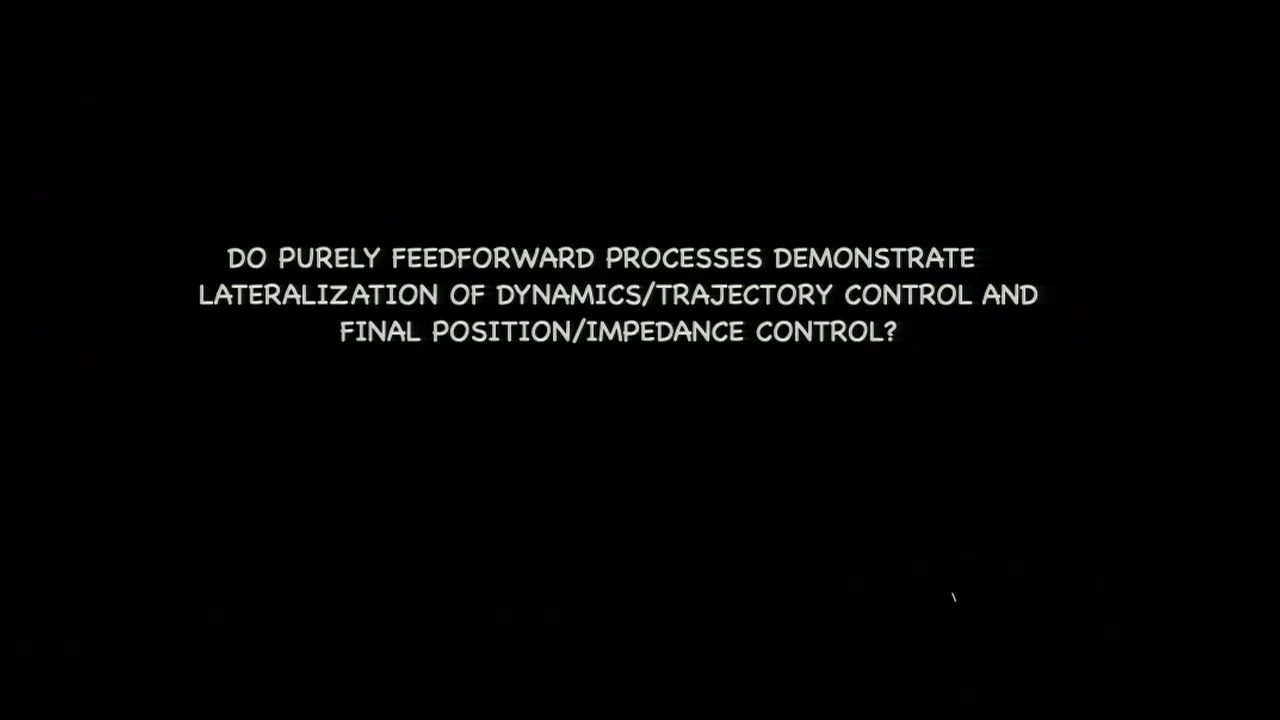 DO PURELY FEEDFORWARD PROCESSES DEMONSTRATE
LATERALIZATION OF DYNAMICS/TRAJECTORY CONTROL AND
FINAL POSITION/IMPEDANCE CONTROL?